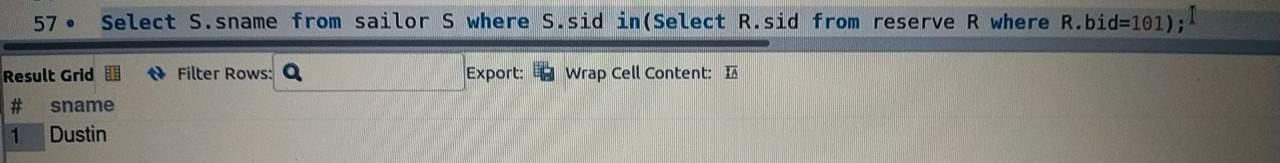 57 Select S.sname from sailor S where S.sid in(Select R.sid from reserve R where R.bid=101);
Result Grid Filter Rows: Export: Wrap Cell Content: IA
# sname
1 Dustin